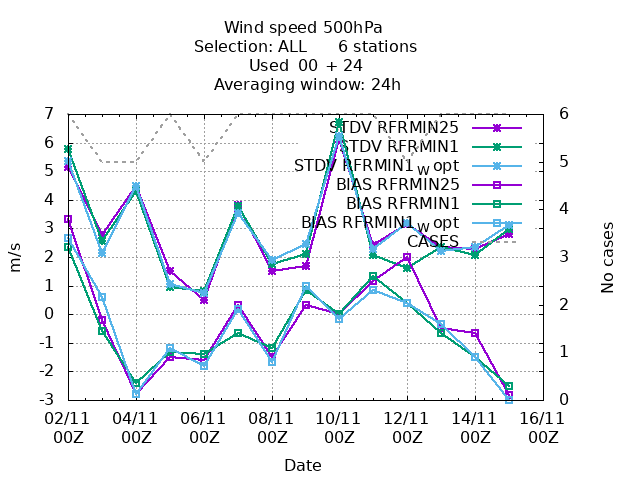 Wind speed 500hPa
Selection: ALL 6 stations
Used 00 + 24
Averaging window: 24h
7
6
5
4
3
2
1
0
-1
-2
-3
m/s
6
5
4
3
2
1
0
No cases
STDV RFRMIN25
STDV RFRMIN1
STDV RFRMIN1_w opt
BIAS RFRMIN25
BIAS RFRMIN1
BIAS RFRMIN1_w opt
CASES
02/11 04/11 06/11 08/11 10/11 12/11 14/11 16/11
00Z 00Z 00Z 00Z 00Z 00Z 00Z 00Z
Date